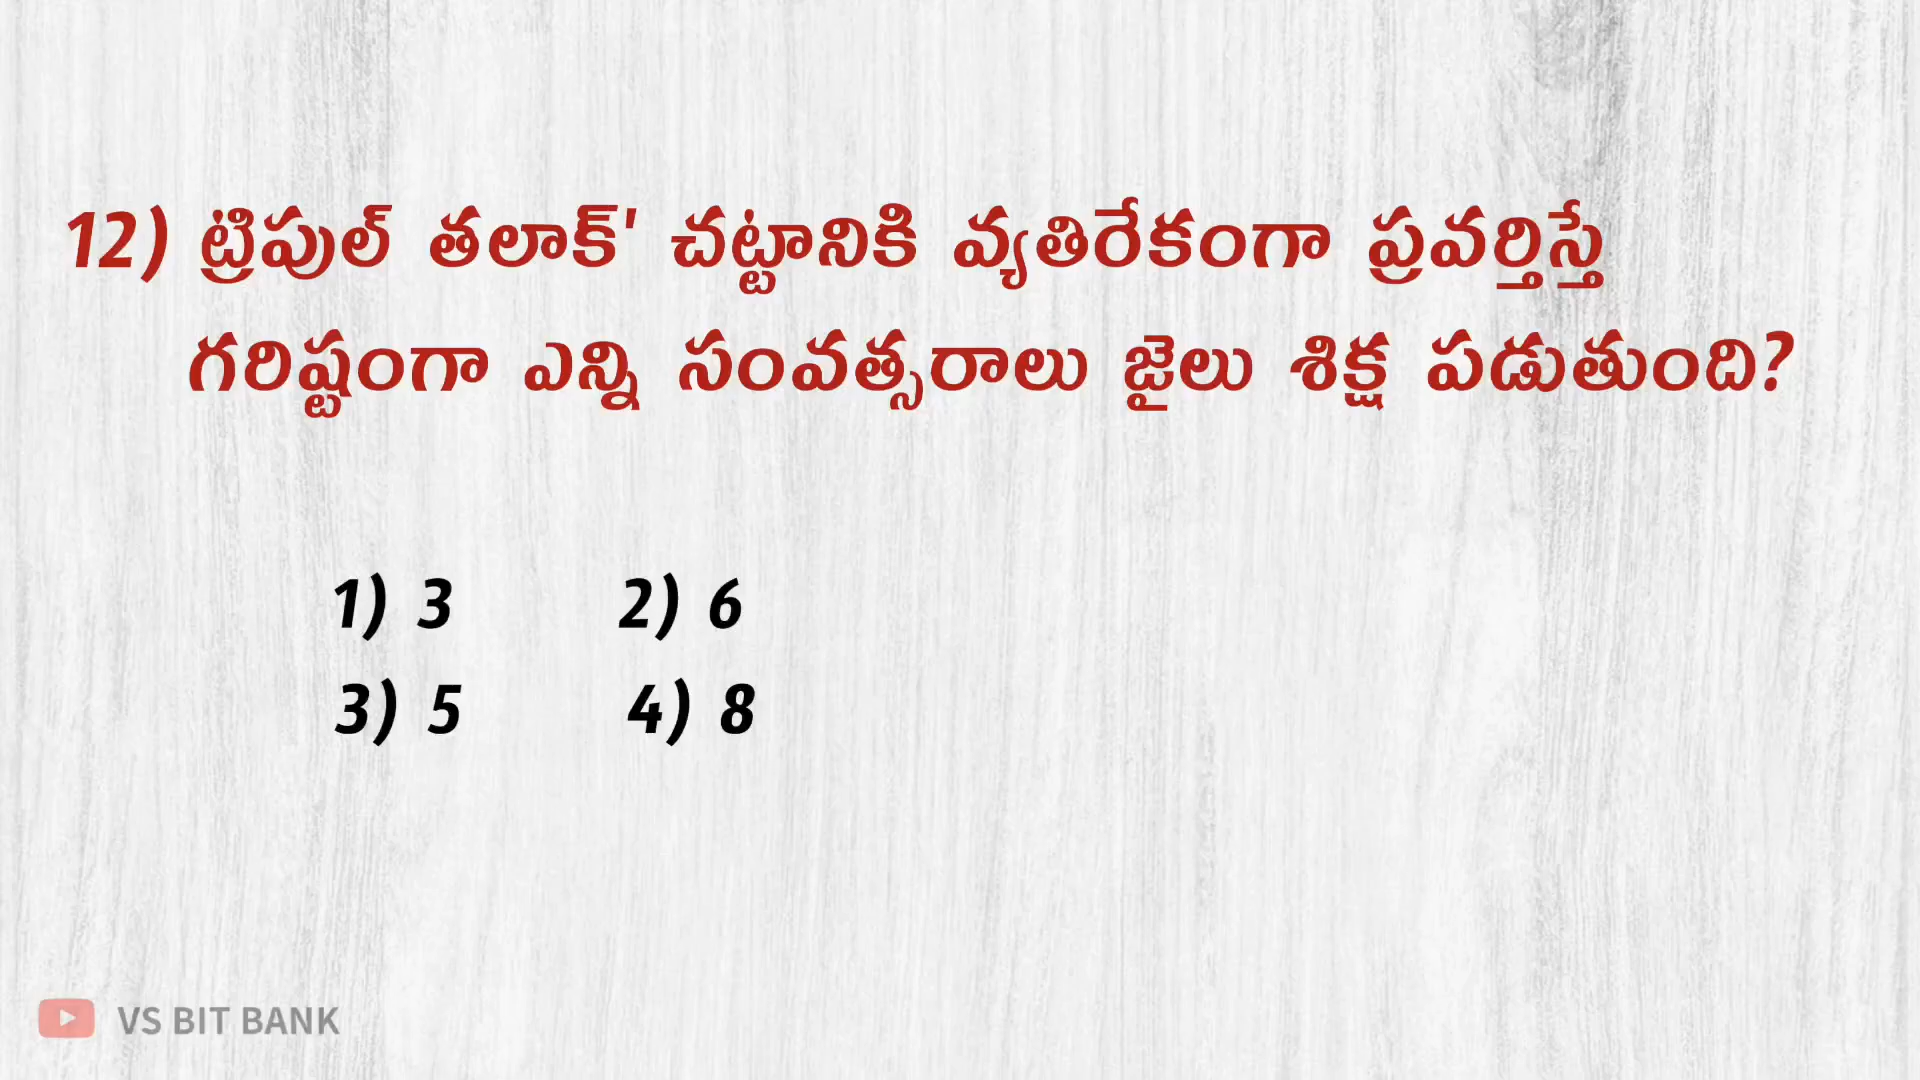 12) ట్రిపుల్ తలాక్' చట్టానికి వ్యతిరేకంగా ప్రవర్తిస్తే
గరిష్టంగా ఎన్ని సంవత్సరాలు జైలు శిక్ష పడుతుంది?
1) 3 2) 6
3) 5 4) 8
VS BIT BANK